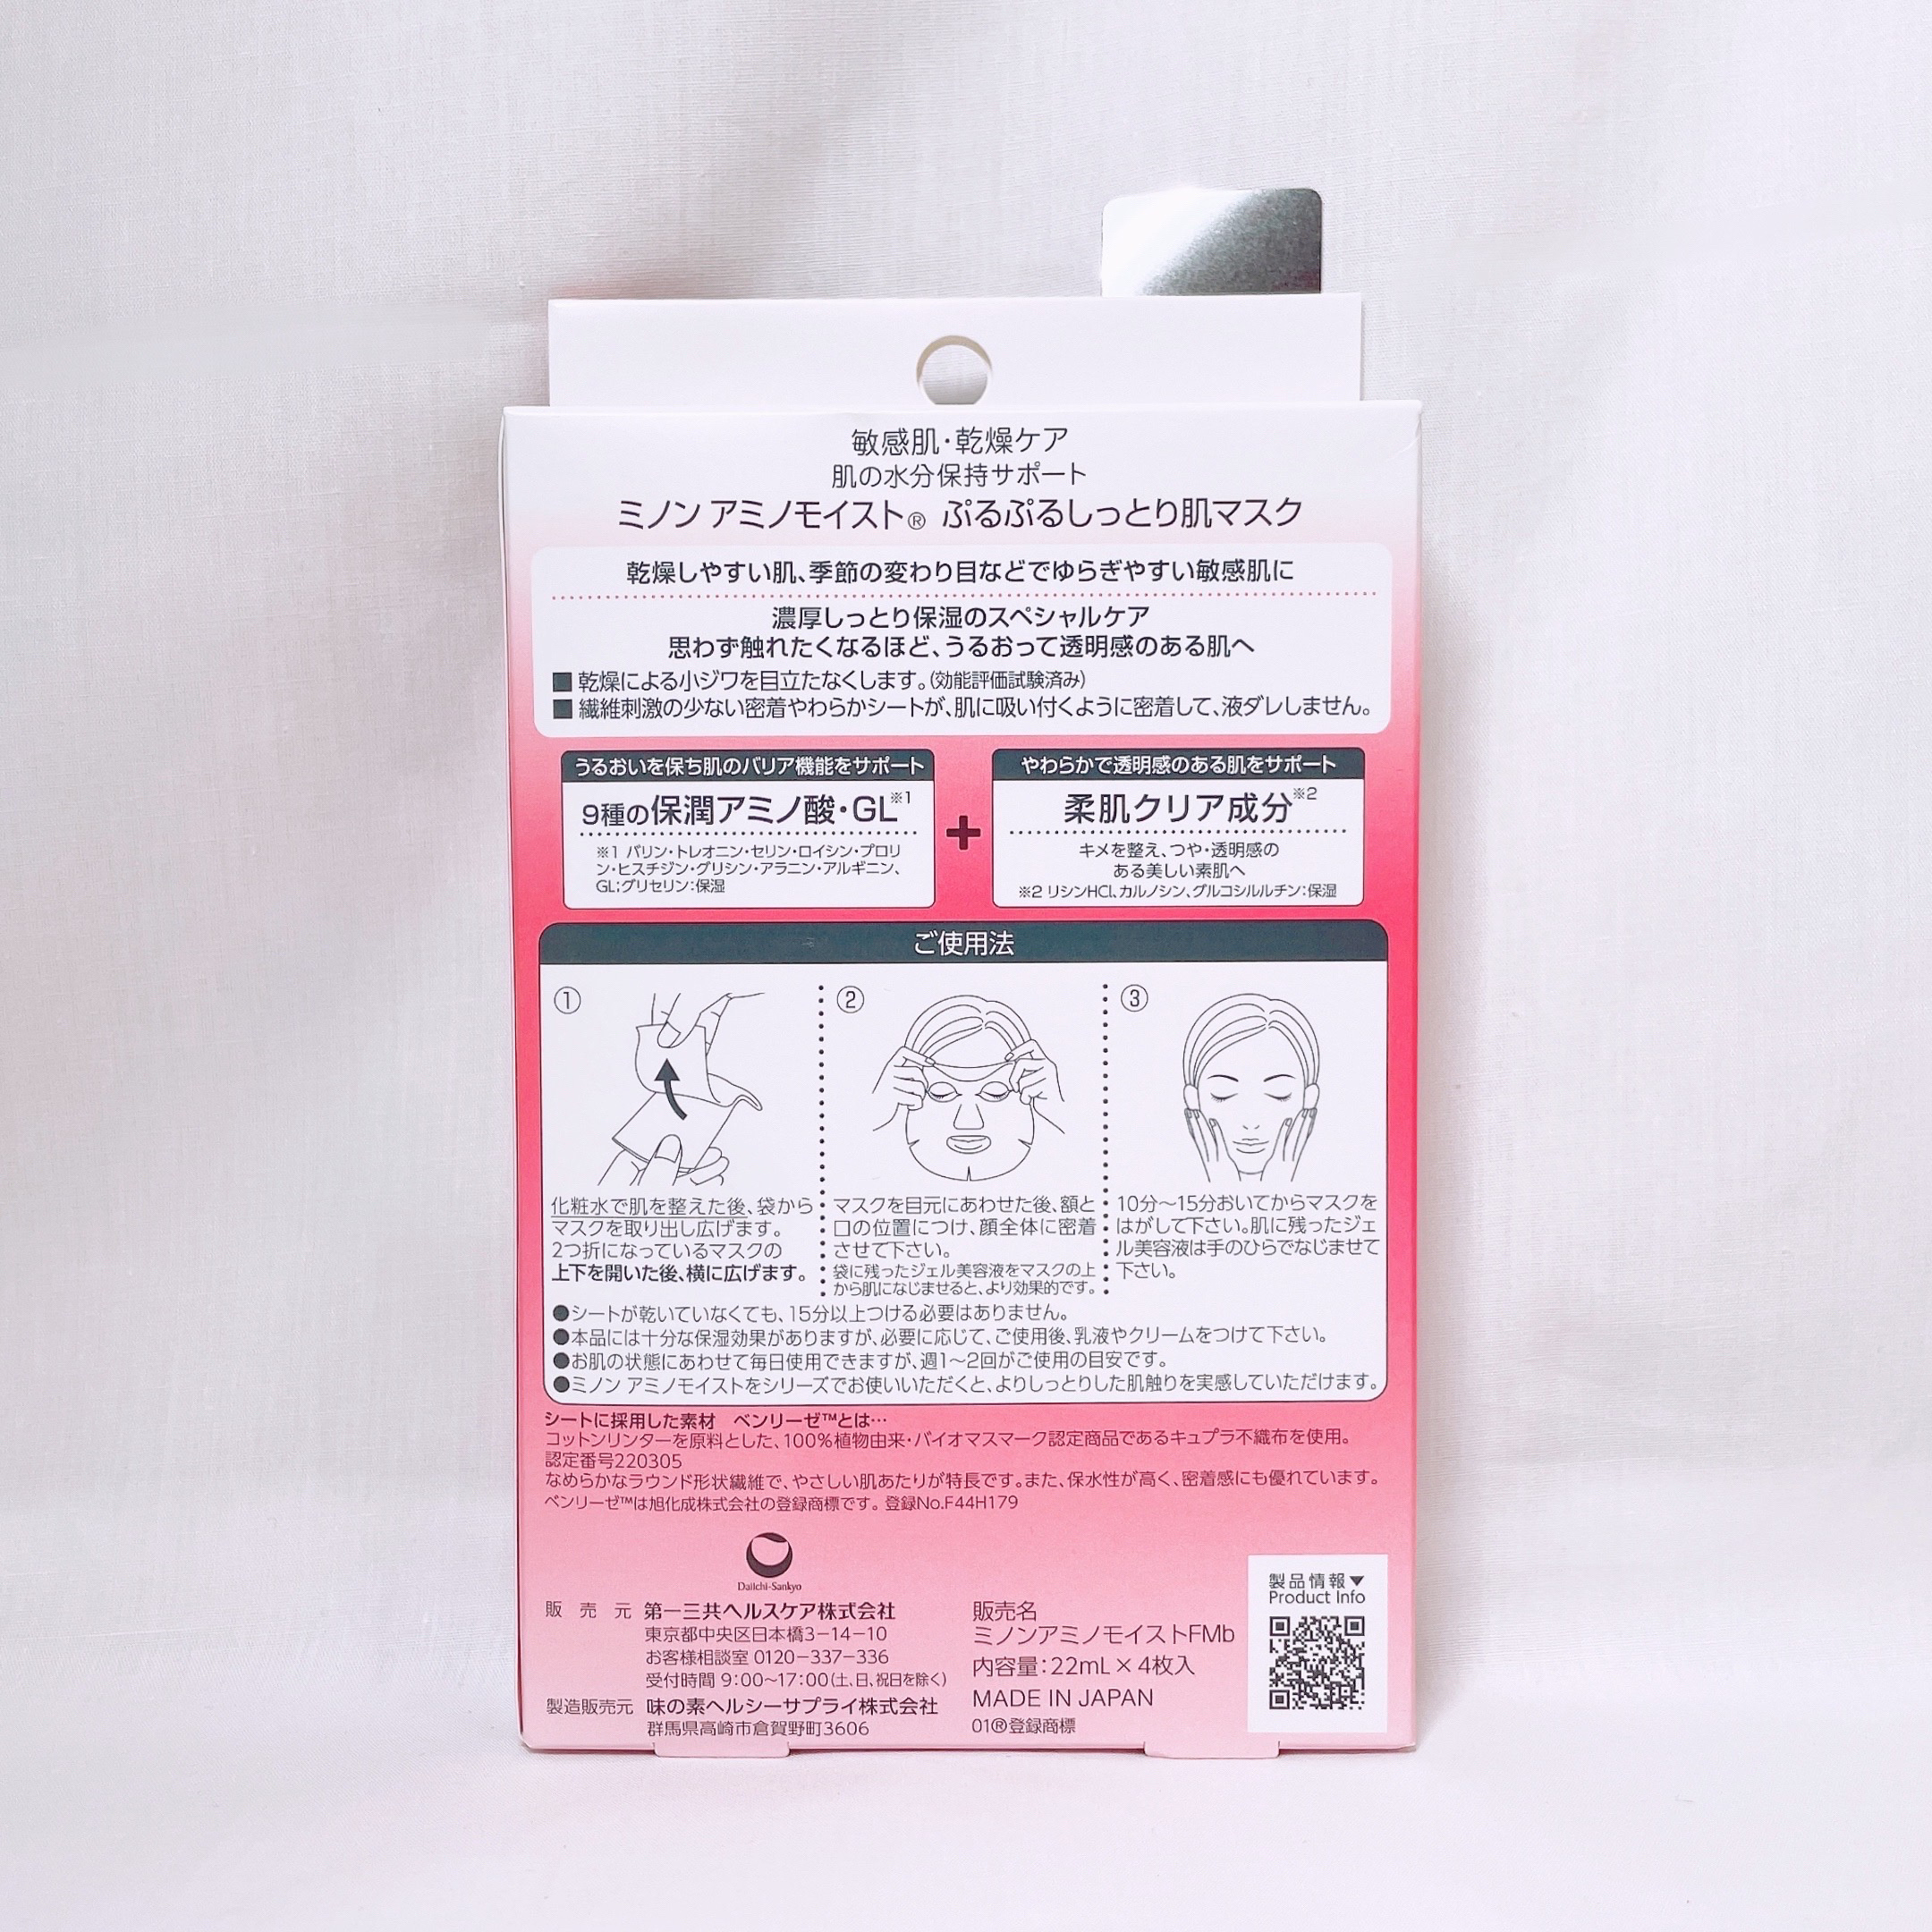 敏感肌・乾燥ケア
肌の水分保持サポート
ミノン アミノモイスト® ぷるぷるしっとり肌マスク
乾燥しやすい肌、季節の変わり目などでゆらぎやすい敏感肌に
濃厚しっとり保湿のスペシャルケア
思わず触れたくなるほど、うるおって透明感のある肌へ
■ 乾燥による小ジワを目立たなくします。(効能評価試験済み)
■ 繊維刺激の少ない密着やわらかシートが、肌に吸い付くように密着して、液ダレしません。
うるおいを保ち肌のバリア機能をサポート
9種の保潤アミノ酸・GL※1
※1 バリン・トレオニン・セリン・ロイシン・プロリ
ン・ヒスチジン・グリシン・アラニン・アルギニン、
GL;グリセリン:保湿
+
やわらかで透明感のある肌をサポート
柔肌クリア成分※2
キメを整え、つや・透明感の
ある美しい素肌へ
※2 リシンHCl、カルノシン、グルコシルルチン:保湿
ご使用法
①
化粧水で肌を整えた後、袋から
マスクを取り出し広げます。
2つ折になっているマスクの
上下を開いた後、横に広げます。
②
マスクを目元にあわせた後、額と
口の位置につけ、顔全体に密着
させて下さい。
袋に残ったジェル美容液をマスクの上
から肌になじませると、より効果的です。
③
10分〜15分おいてからマスクを
はがして下さい。肌に残ったジェ
ル美容液は手のひらでなじませて
下さい。
●シートが乾いていなくても、15分以上つける必要はありません。
●本品には十分な保湿効果がありますが、必要に応じて、ご使用後、乳液やクリームをつけて下さい。
●お肌の状態にあわせて毎日使用できますが、週1〜2回がご使用の目安です。
●ミノン アミノモイストをシリーズでお使いいただくと、よりしっとりした肌触りを実感していただけます。
シートに採用した素材　ベンリーゼ™とは…
コットンリンターを原料とした、100%植物由来・バイオマスマーク認定商品であるキュプラ不織布を使用。
認定番号220305
なめらかなラウンド形状繊維で、やさしい肌あたりが特長です。また、保水性が高く、密着感にも優れています。
ベンリーゼ™は旭化成株式会社の登録商標です。登録No.F44H179
Daiichi-Sankyo
販売元 第一三共ヘルスケア株式会社
東京都中央区日本橋3−14−10
お客様相談室 0120−337−336
受付時間 9:00〜17:00(土、日、祝日を除く)
製造販売元 味の素ヘルシーサプライ株式会社
群馬県高崎市倉賀野町3606
販売名
ミノンアミノモイストFMb
内容量:22mL×4枚入
MADE IN JAPAN
01®登録商標
製品情報▼
Product Info